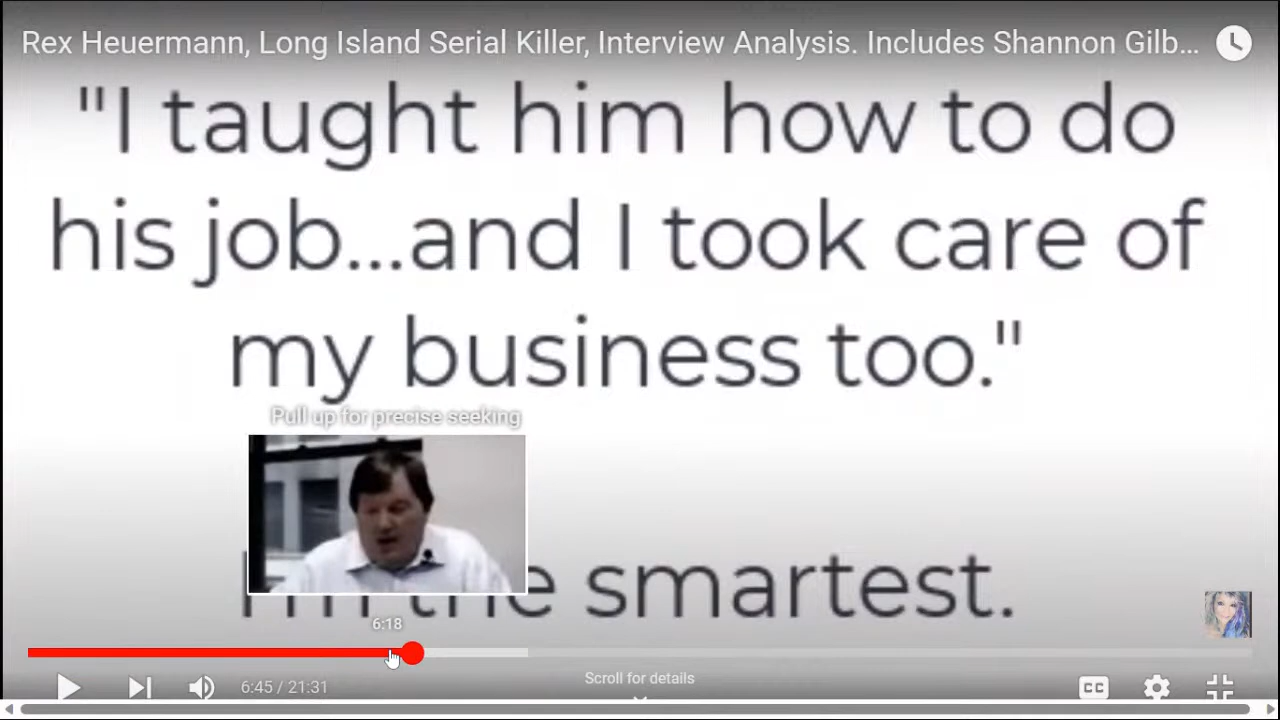 Rex Heuermann, Long Island Serial Killer, Interview Analysis. Includes Shannon Gilb...
"I taught him how to do
his job...and I took care of
my business too."
Pull up for precise seeking
I'm the smartest.
6:18
6:45 / 21:31
Scroll for details
CC